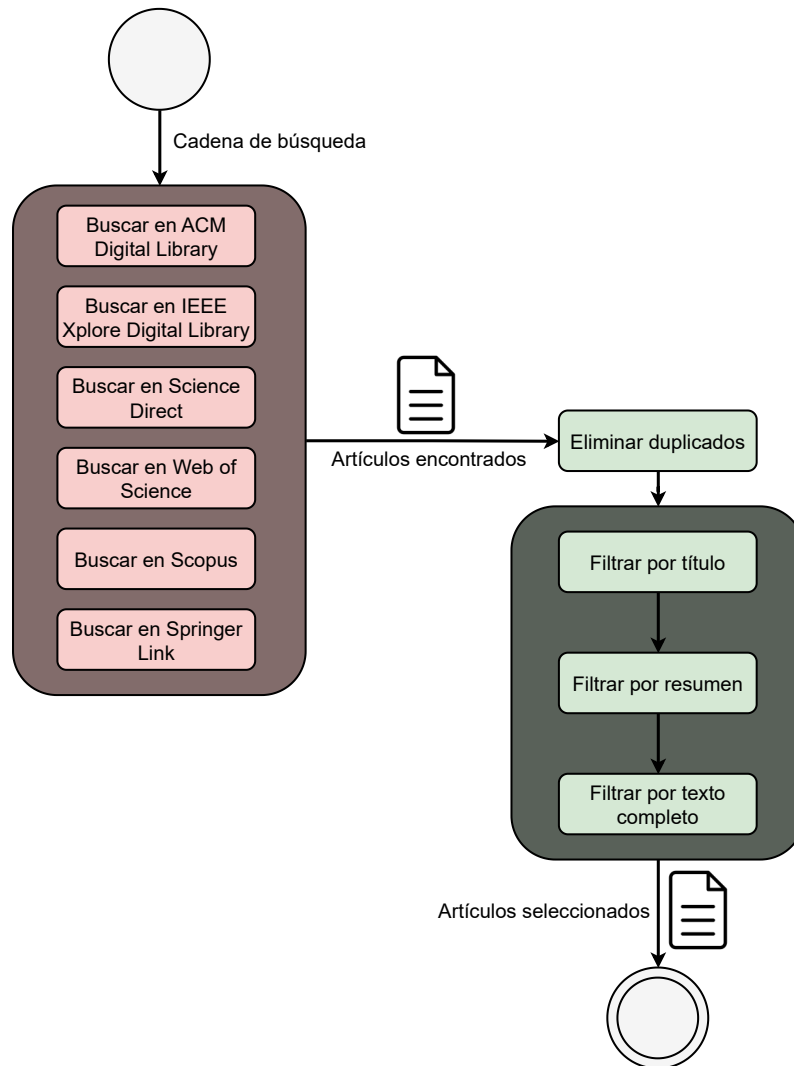 Cadena de búsqueda
Buscar en ACM
Digital Library
Buscar en IEEE
Xplore Digital Library
Buscar en Science
Direct
Buscar en Web of
Science
Buscar en Scopus
Buscar en Springer
Link
Artículos encontrados
Eliminar duplicados
Filtrar por título
Filtrar por resumen
Filtrar por texto
completo
Artículos seleccionados